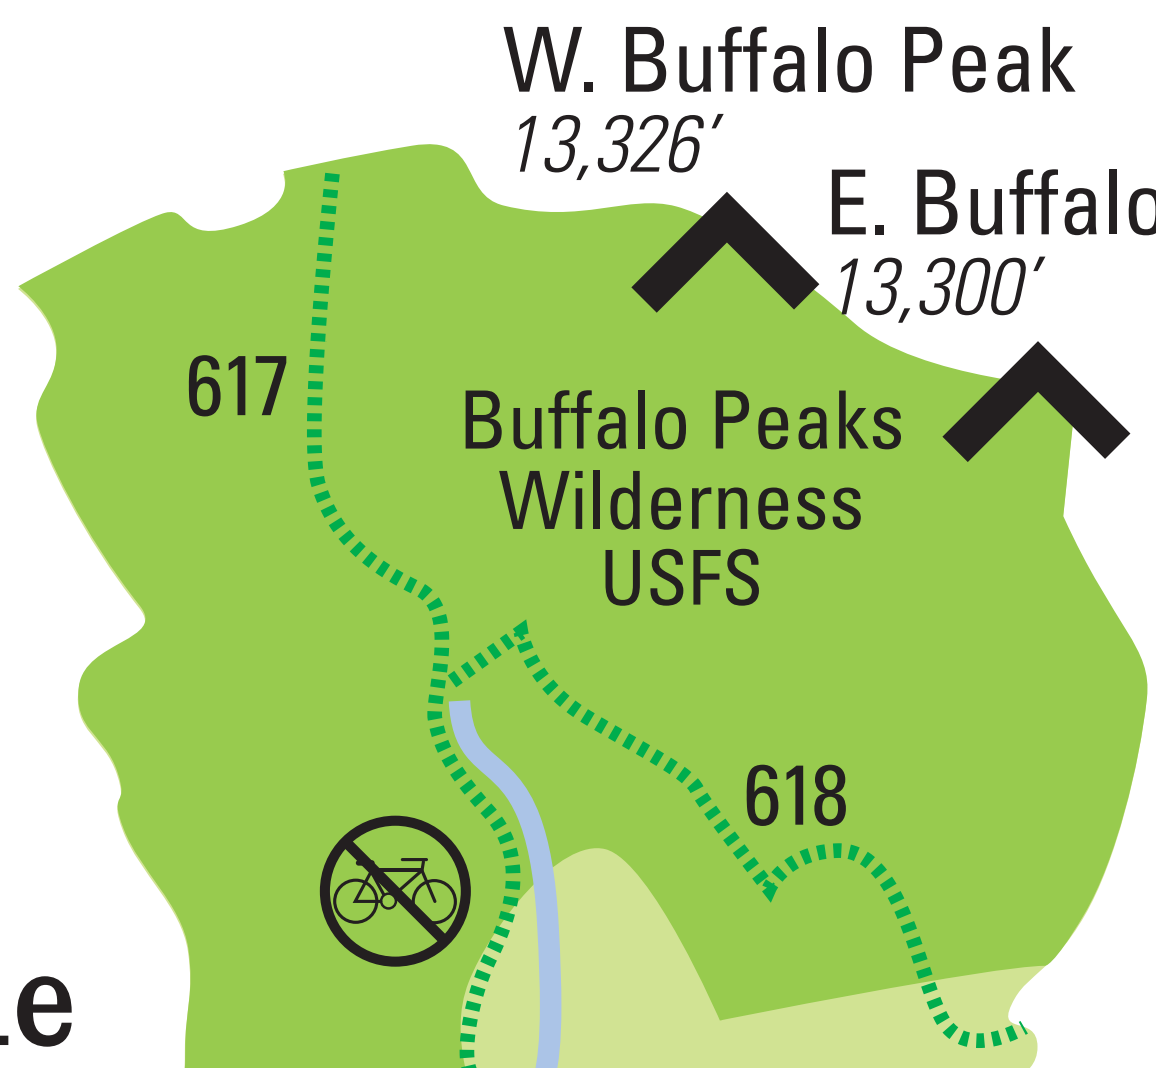 W. Buffalo Peak
13,326′
E. Buffalo
13,300′
617
Buffalo Peaks
Wilderness
USFS
618